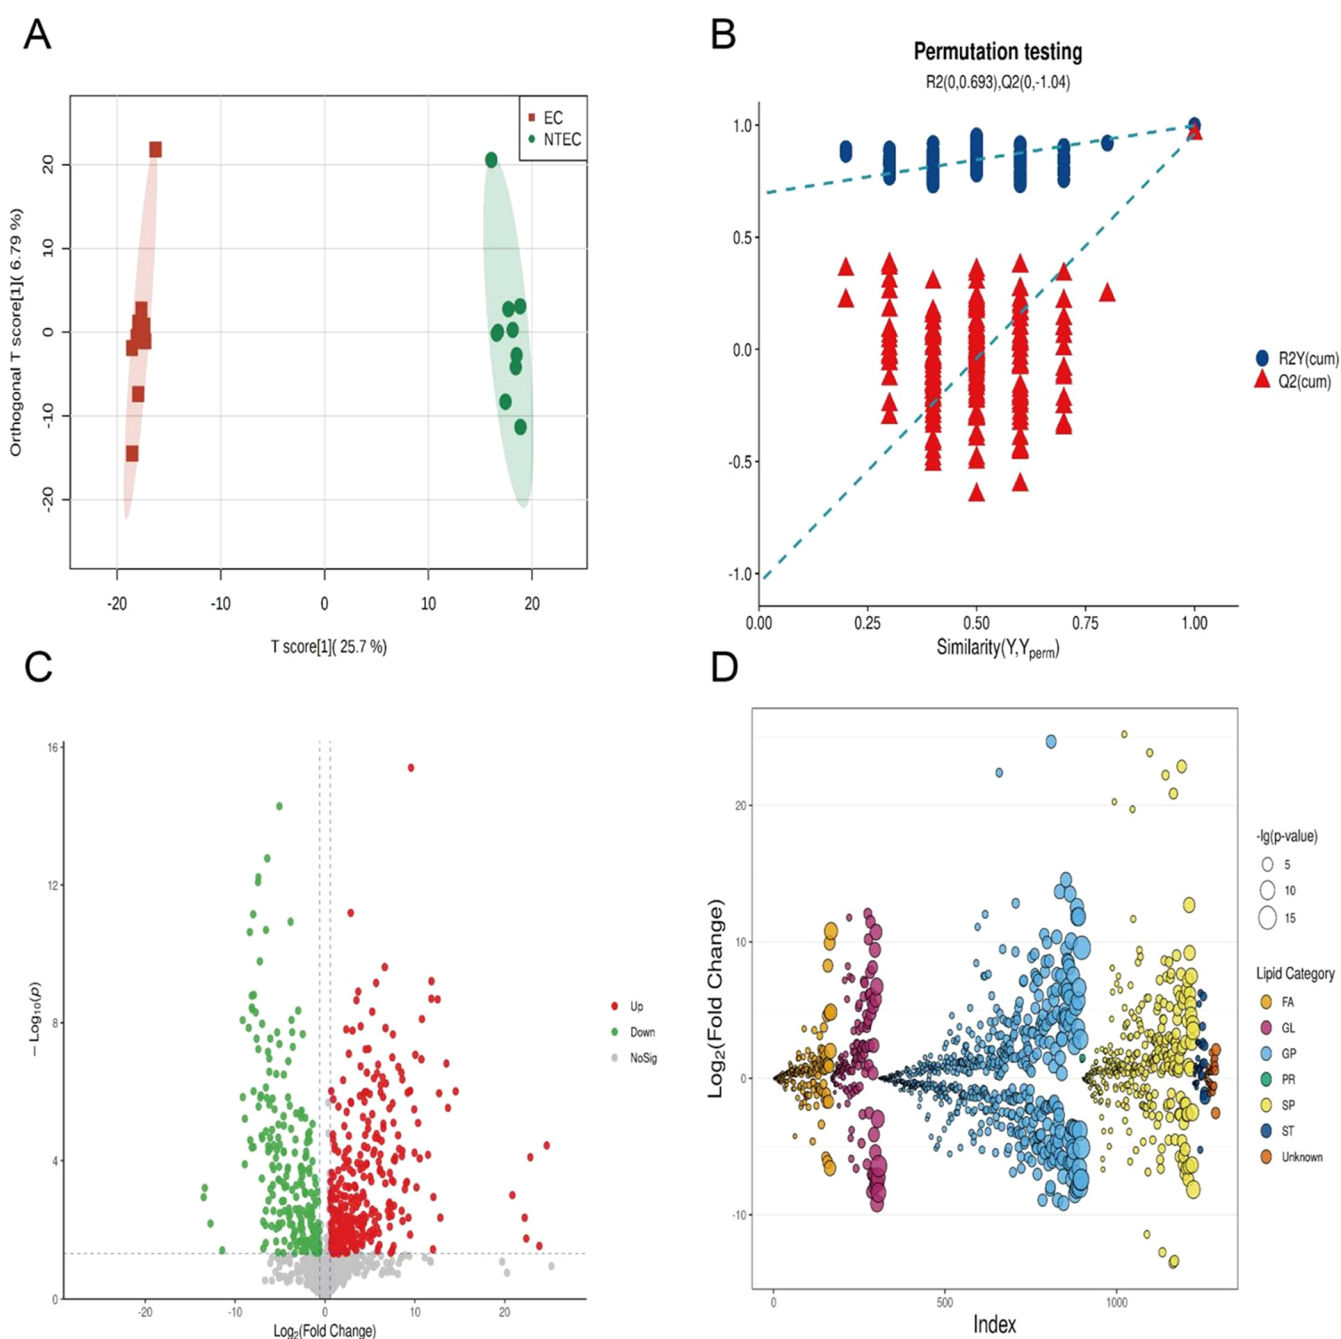 A
EC
NTEC
Orthogonal T score[1]( 6.79 %)
20
10
0
-10
-20
-20
-10
0
10
20
T score[1]( 25.7 %)
B
Permutation testing
R2(0,0.693),Q2(0,-1.04)
1.0
0.5
0.0
-0.5
-1.0
0.00
0.25
0.50
0.75
1.00
Similarity(Y,Yperm)
R2Y(cum)
Q2(cum)
C
16
12
8
4
0
− Log10(p)
-20
-10
0
10
20
Log2(Fold Change)
Up
Down
NoSig
D
Log2(Fold Change)
20
10
0
-10
0
500
1000
Index
-lg(p-value)
5
10
15
Lipid Category
FA
GL
GP
PR
SP
ST
Unknown